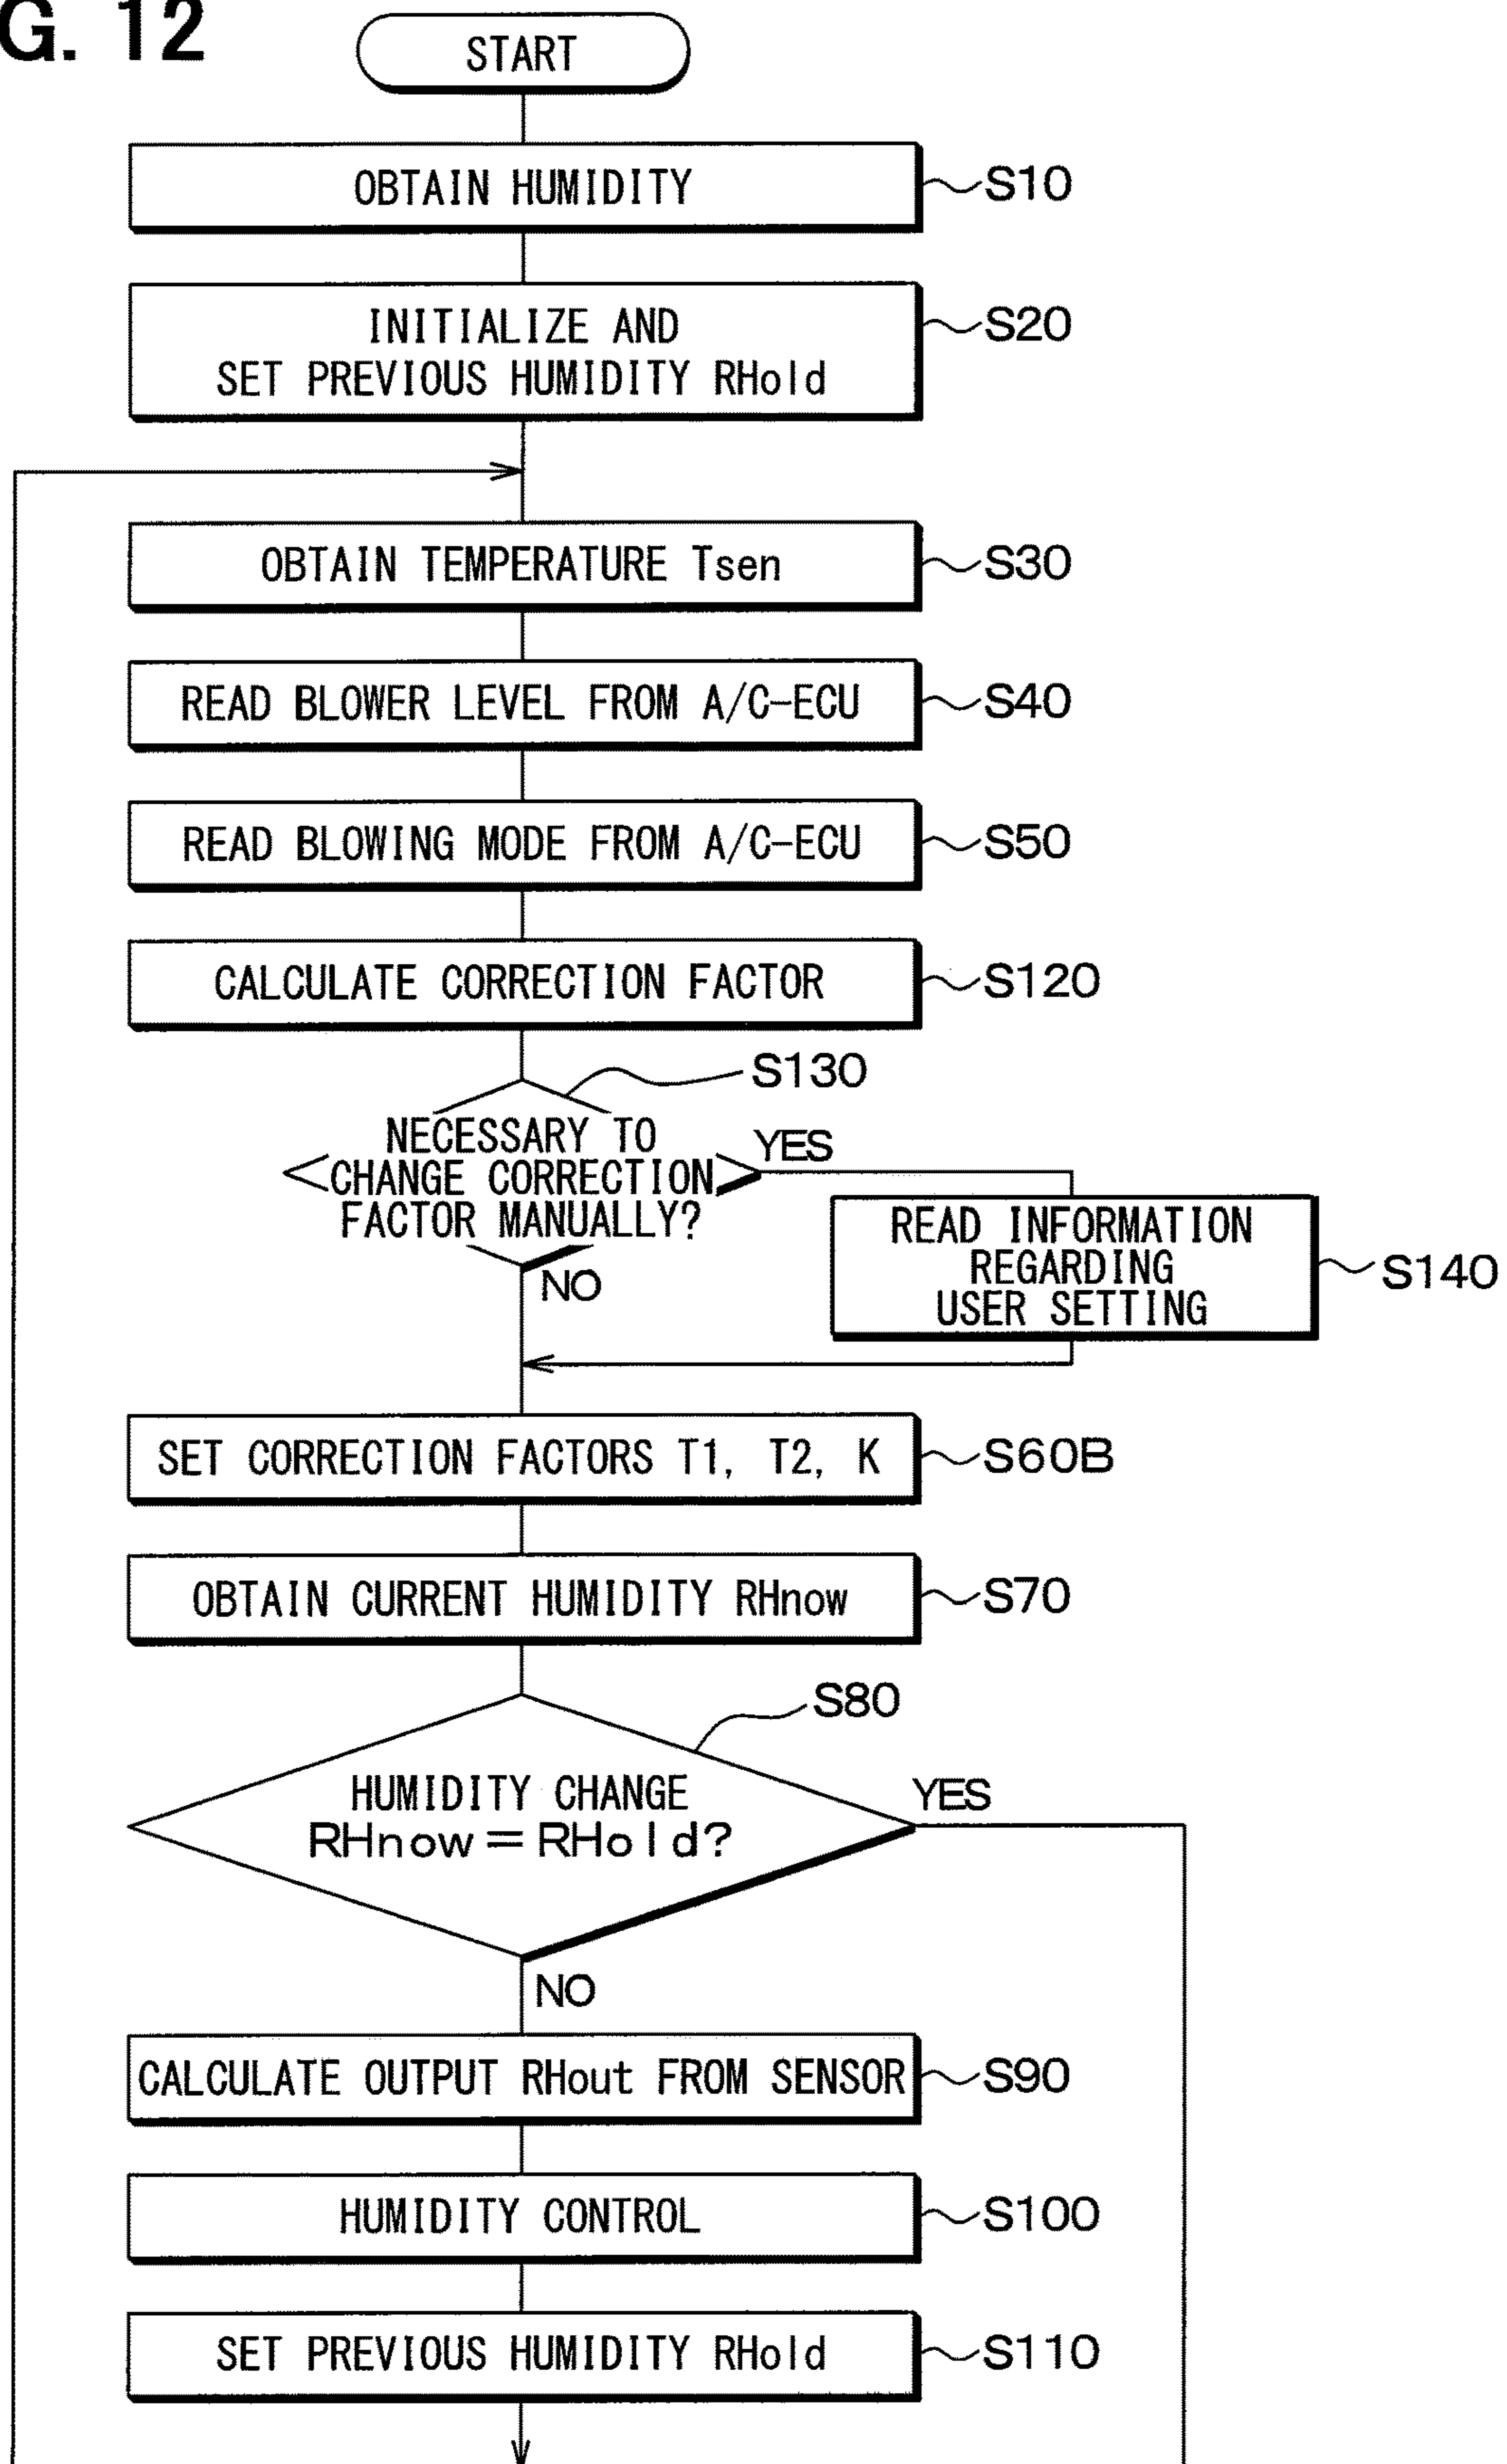 G. 12
START
OBTAIN HUMIDITY
S10
INITIALIZE AND
SET PREVIOUS HUMIDITY RHold
S20
OBTAIN TEMPERATURE Tsen
S30
READ BLOWER LEVEL FROM A/C-ECU
S40
READ BLOWING MODE FROM A/C-ECU
S50
CALCULATE CORRECTION FACTOR
S120
S130
NECESSARY TO
CHANGE CORRECTION
FACTOR MANUALLY?
YES
NO
READ INFORMATION
REGARDING
USER SETTING
S140
SET CORRECTION FACTORS T1, T2, K
S60B
OBTAIN CURRENT HUMIDITY RHnow
S70
S80
HUMIDITY CHANGE
RHnow=RHold?
YES
NO
CALCULATE OUTPUT RHout FROM SENSOR
S90
HUMIDITY CONTROL
S100
SET PREVIOUS HUMIDITY RHold
S110